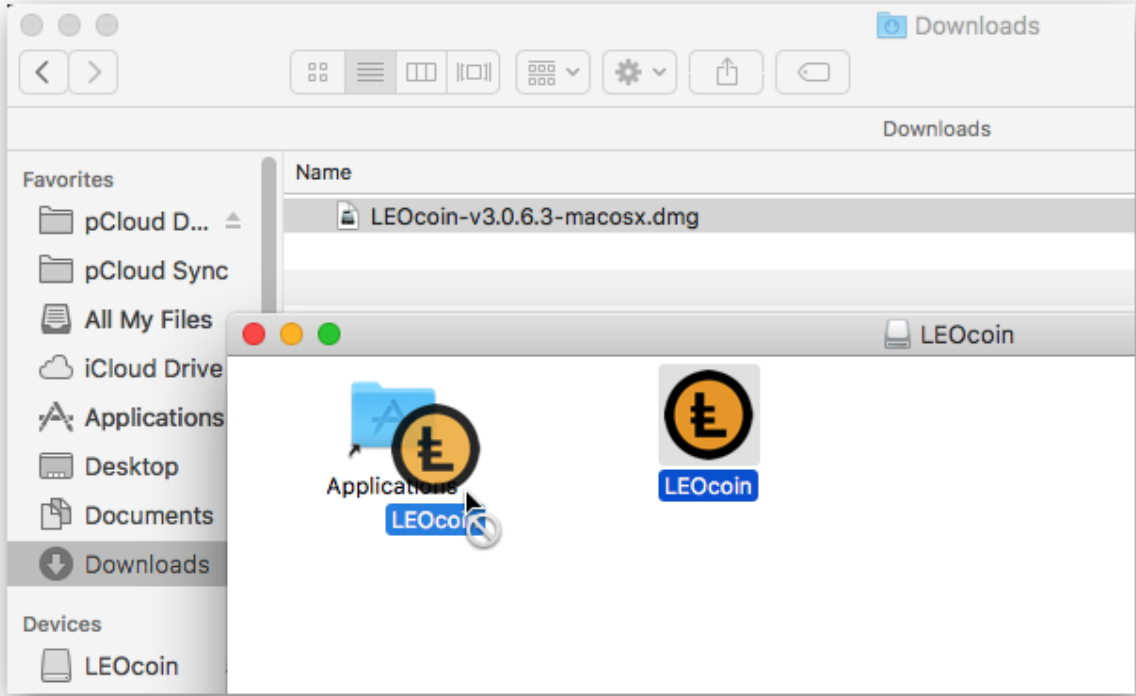 Downloads
Downloads
Favorites
pCloud D...
pCloud Sync
All My Files
iCloud Drive
Applications
Desktop
Documents
Downloads
Devices
LEOcoin
Name
LEOcoin-v3.0.6.3-macosx.dmg
LEOcoin
Applications
LEOcoin
LEOcoin